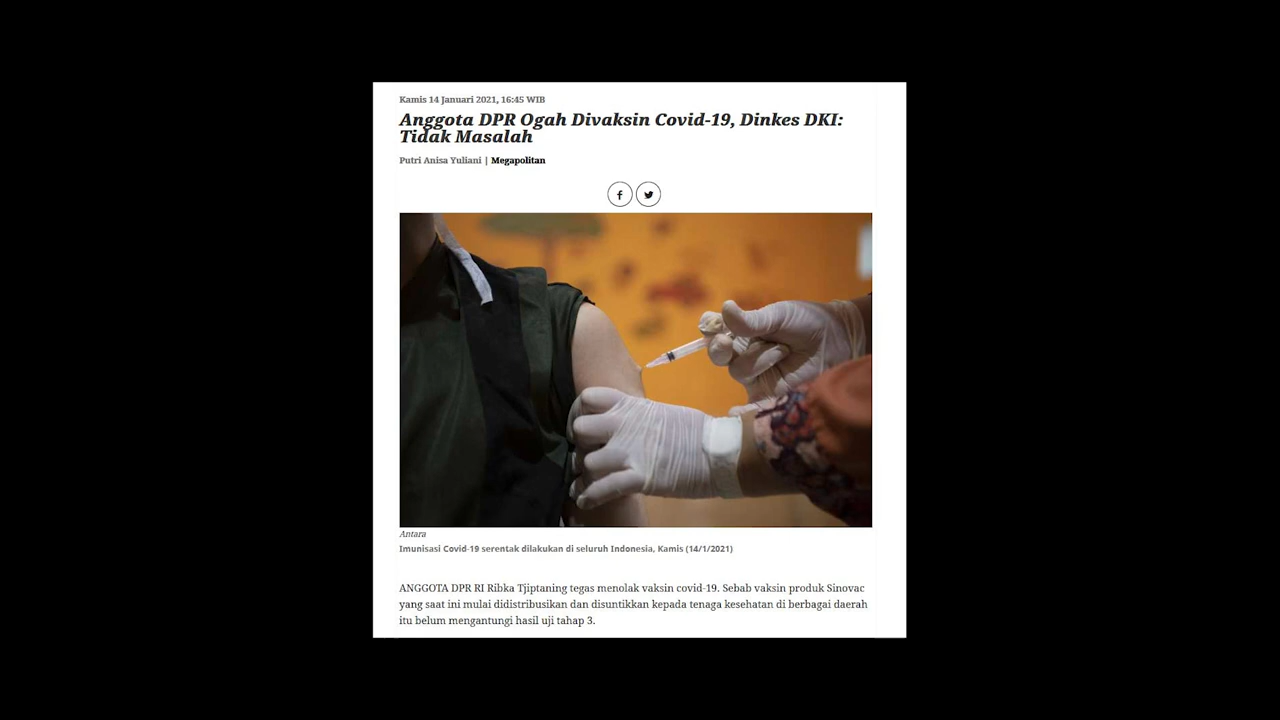 Kamis 14 Januari 2021, 16:45 WIB
Anggota DPR Ogah Divaksin Covid-19, Dinkes DKI:
Tidak Masalah
Putri Anisa Yuliani | Megapolitan
Antara
Imunisasi Covid-19 serentak dilakukan di seluruh Indonesia, Kamis (14/1/2021)
ANGGOTA DPR RI Ribka Tjiptaning tegas menolak vaksin covid-19. Sebab vaksin produk Sinovac
yang saat ini mulai didistribusikan dan disuntikkan kepada tenaga kesehatan di berbagai daerah
itu belum mengantungi hasil uji tahap 3.